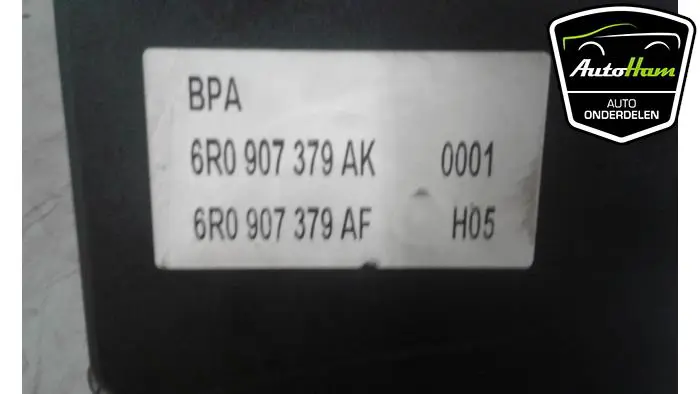 BPA
6R0 907 379 AK 0001
6R0 907 379 AF H05
AutoHam
AUTO
ONDERDELEN